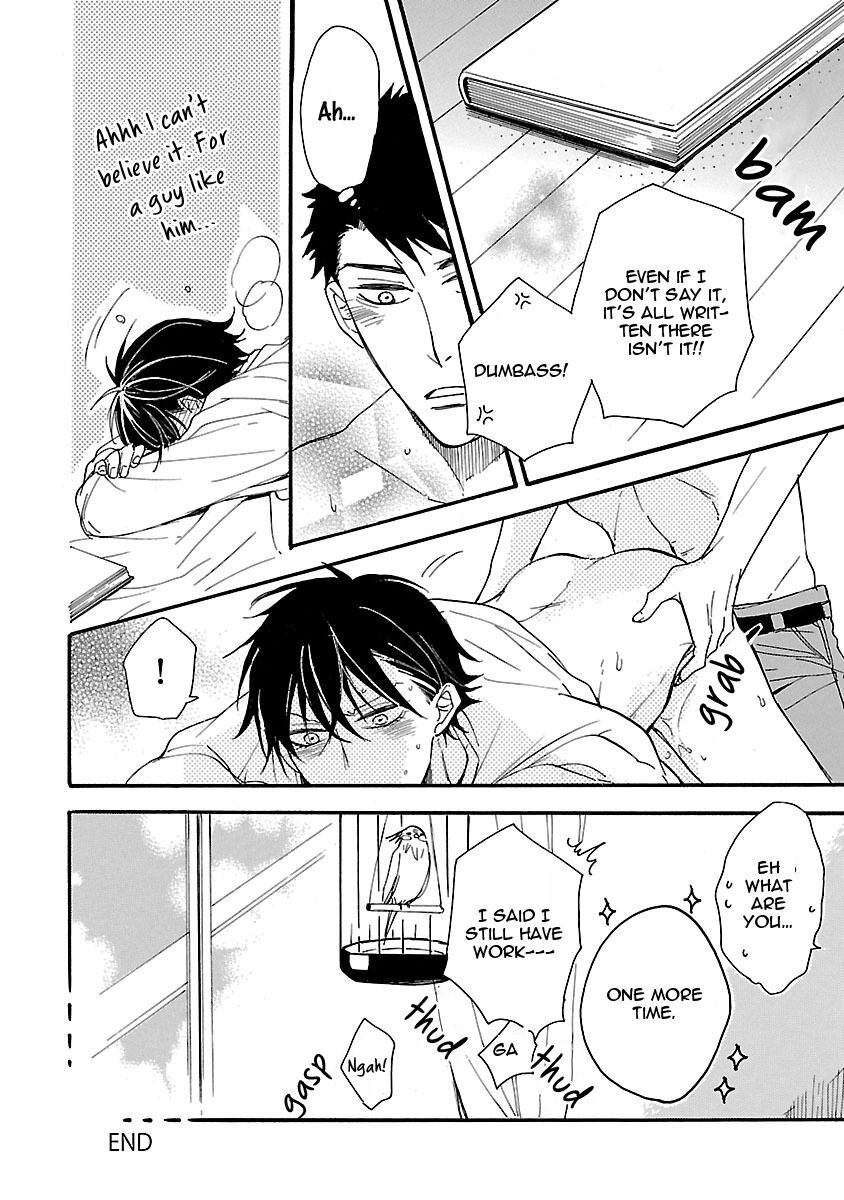 bam
EVEN IF I
DON'T SAY IT,
IT'S ALL WRIT-
TEN THERE
ISN'T IT!!
DUMBASS!
Ah...
Ahhh I can't
believe it. For
a guy like
him...
grab
!
EH
WHAT
ARE
YOU...
ONE MORE
TIME.
I SAID I
STILL HAVE
WORK---
GA
thud
thud
Ngah!
gasp
END